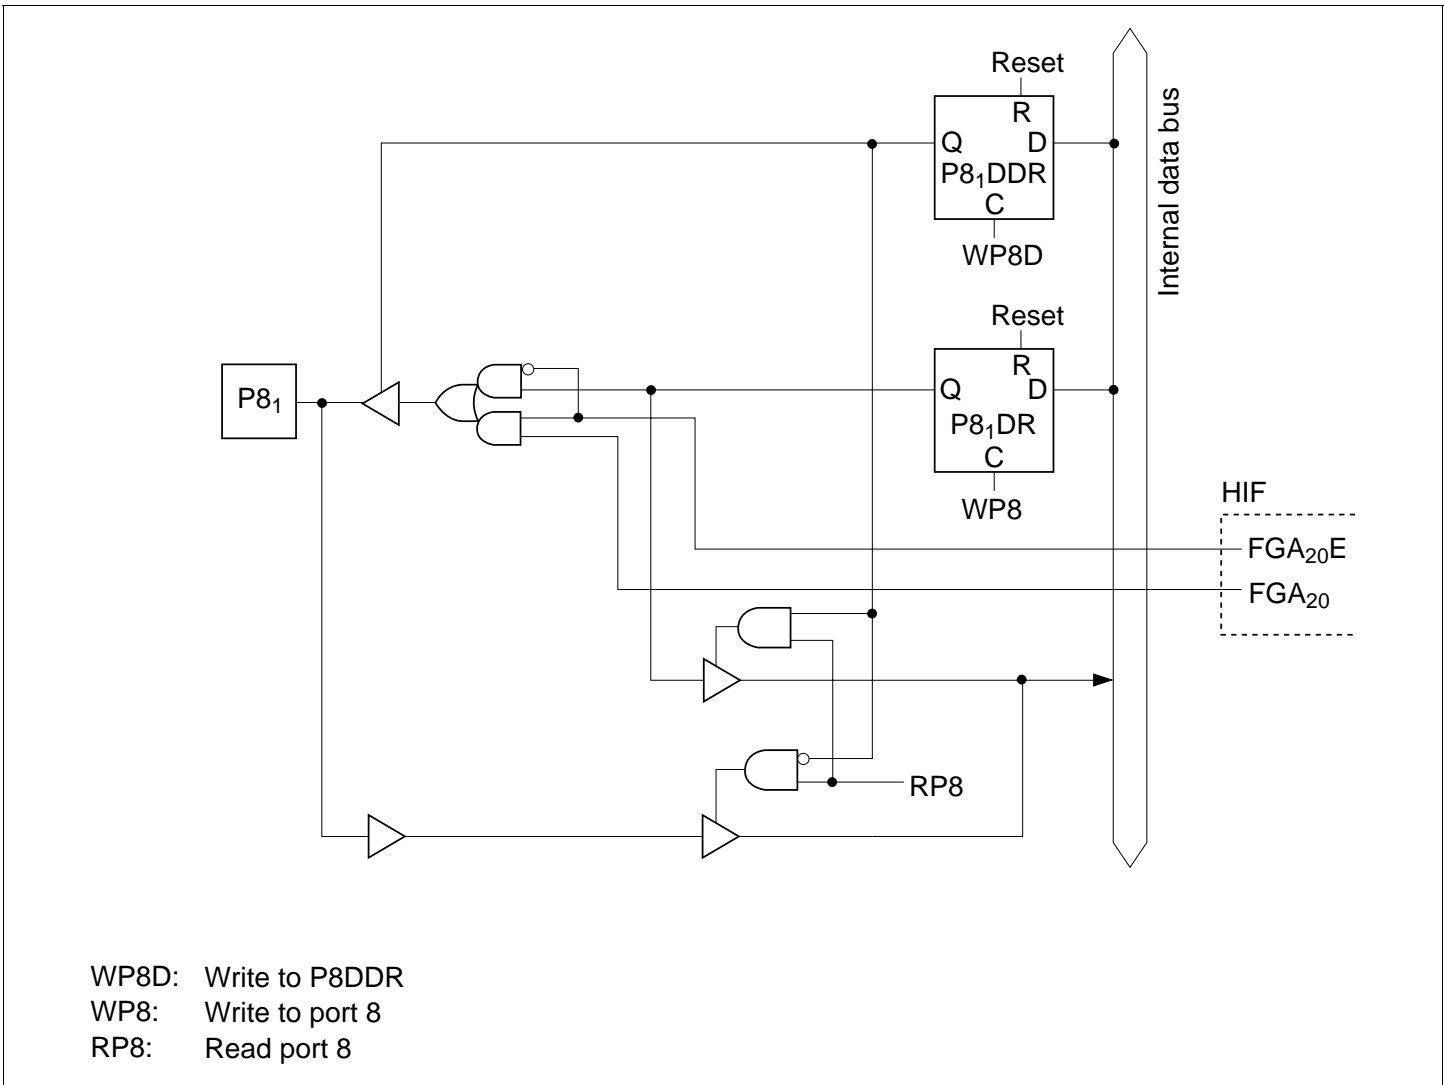 Reset
R
Q D
P8₁DDR
C
WP8D
Internal data bus
Reset
R
Q D
P8₁DR
C
WP8
P8₁
HIF
FGA₂₀E
FGA₂₀
RP8
WP8D: Write to P8DDR
WP8: Write to port 8
RP8: Read port 8